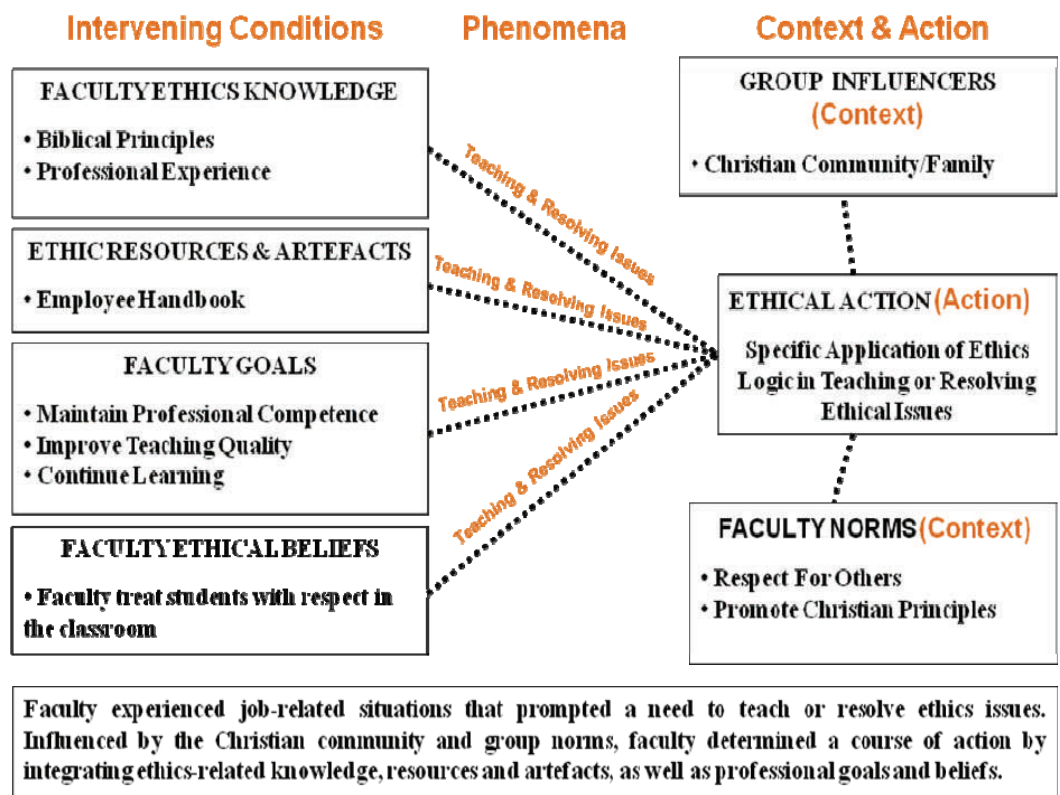 Intervening Conditions
Phenomena
Context & Action
FACULTY ETHICS KNOWLEDGE
• Biblical Principles
• Professional Experience
ETHIC RESOURCES & ARTEFACTS
• Employee Handbook
FACULTY GOALS
• Maintain Professional Competence
• Improve Teaching Quality
• Continue Learning
FACULTY ETHICAL BELIEFS
• Faculty treat students with respect in
the classroom
Teaching & Resolving Issues
Teaching & Resolving Issues
Teaching & Resolving Issues
Teaching & Resolving Issues
GROUP INFLUENCERS
(Context)
• Christian Community/Family
ETHICAL ACTION (Action)
Specific Application of Ethics
Logic in Teaching or Resolving
Ethical Issues
FACULTY NORMS (Context)
• Respect For Others
• Promote Christian Principles
Faculty experienced job-related situations that prompted a need to teach or resolve ethics issues.
Influenced by the Christian community and group norms, faculty determined a course of action by
integrating ethics-related knowledge, resources and artefacts, as well as professional goals and beliefs.